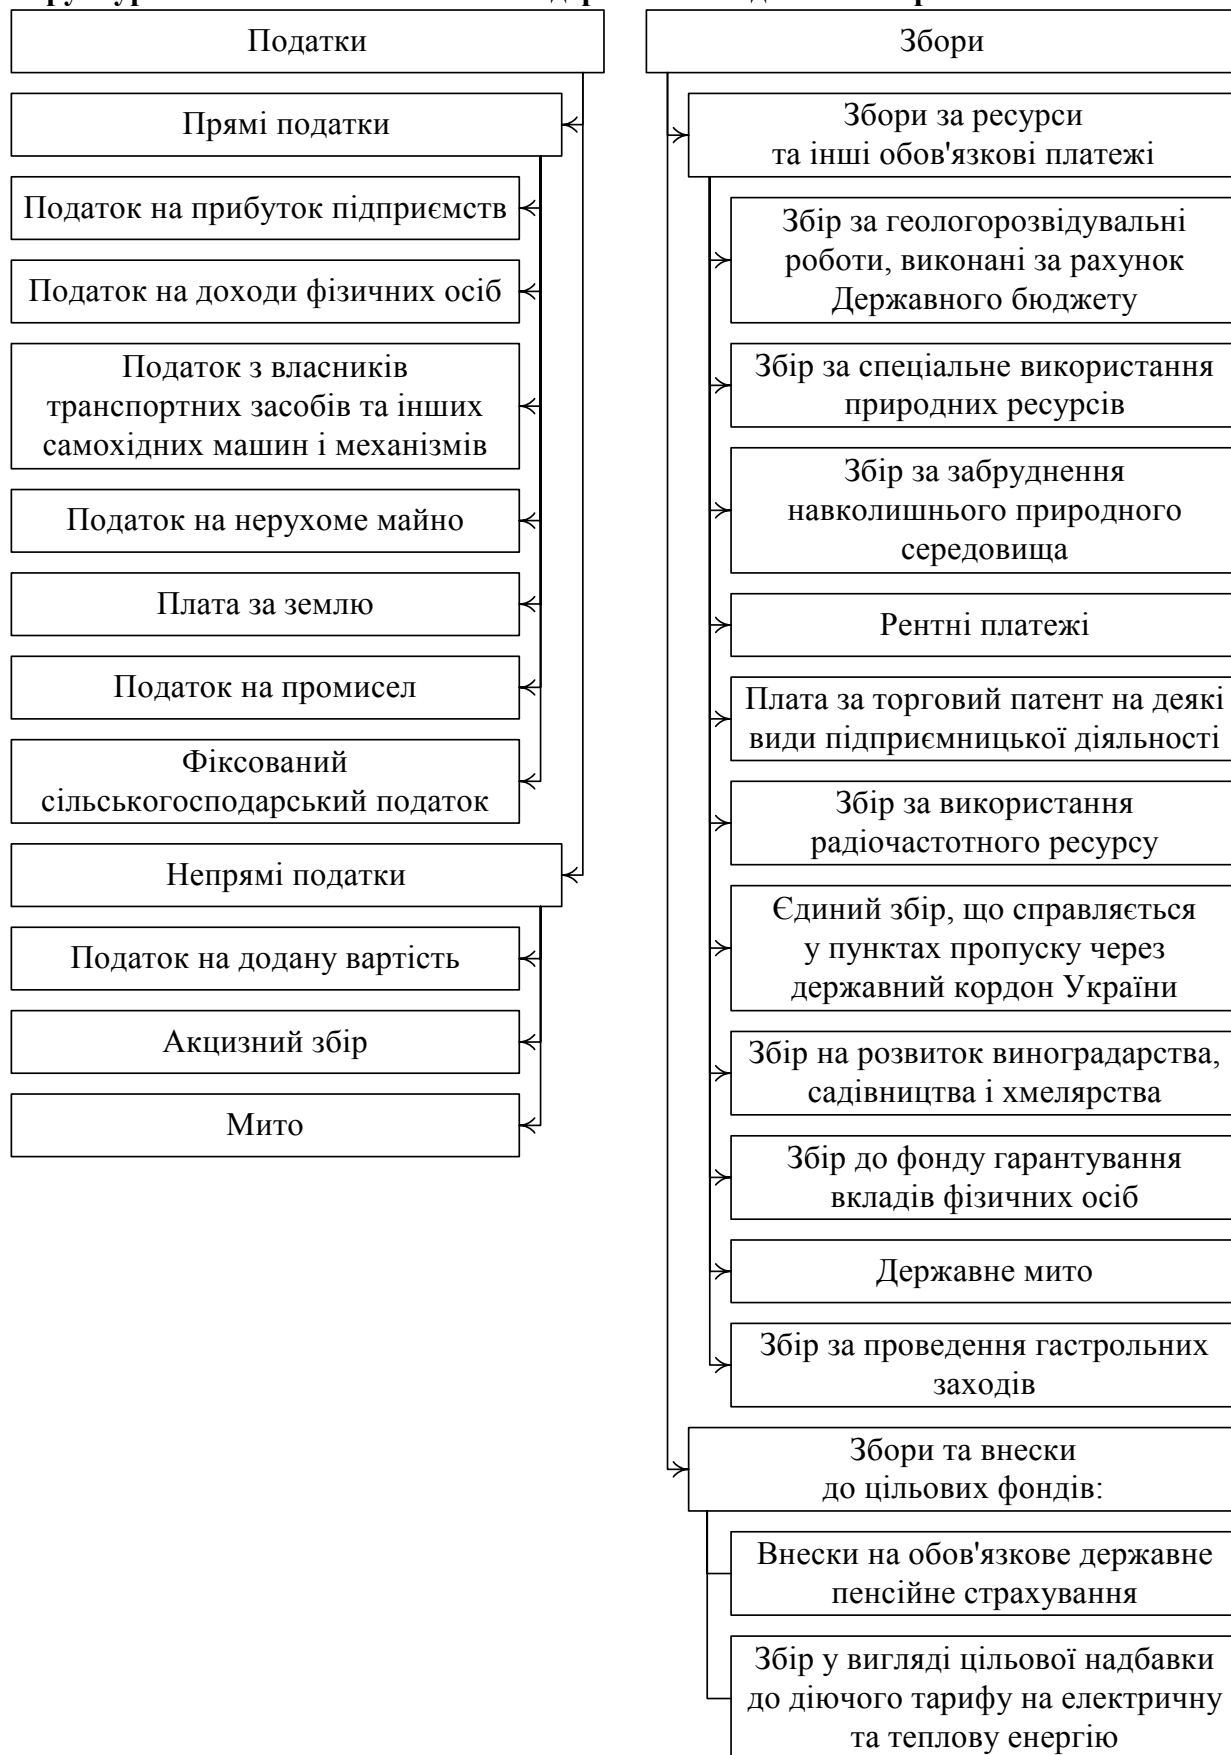 Податки
Прямі податки
Податок на прибуток підприємств
Податок на доходи фізичних осіб
Податок з власників
транспортних засобів та інших
самохідних машин і механізмів
Податок на нерухоме майно
Плата за землю
Податок на промисел
Фіксований
сільськогосподарський податок
Непрямі податки
Податок на додану вартість
Акцизний збір
Мито
Збори
Збори за ресурси
та інші обов'язкові платежі
Збір за геологорозвідувальні
роботи, виконані за рахунок
Державного бюджету
Збір за спеціальне використання
природних ресурсів
Збір за забруднення
навколишнього природного
середовища
Рентні платежі
Плата за торговий патент на деякі
види підприємницької діяльності
Збір за використання
радіочастотного ресурсу
Єдиний збір, що справляється
у пунктах пропуску через
державний кордон України
Збір на розвиток виноградарства,
садівництва і хмелярства
Збір до фонду гарантування
вкладів фізичних осіб
Державне мито
Збір за проведення гастрольних
заходів
Збори та внески
до цільових фондів:
Внески на обов'язкове державне
пенсійне страхування
Збір у вигляді цільової надбавки
до діючого тарифу на електричну
та теплову енергію